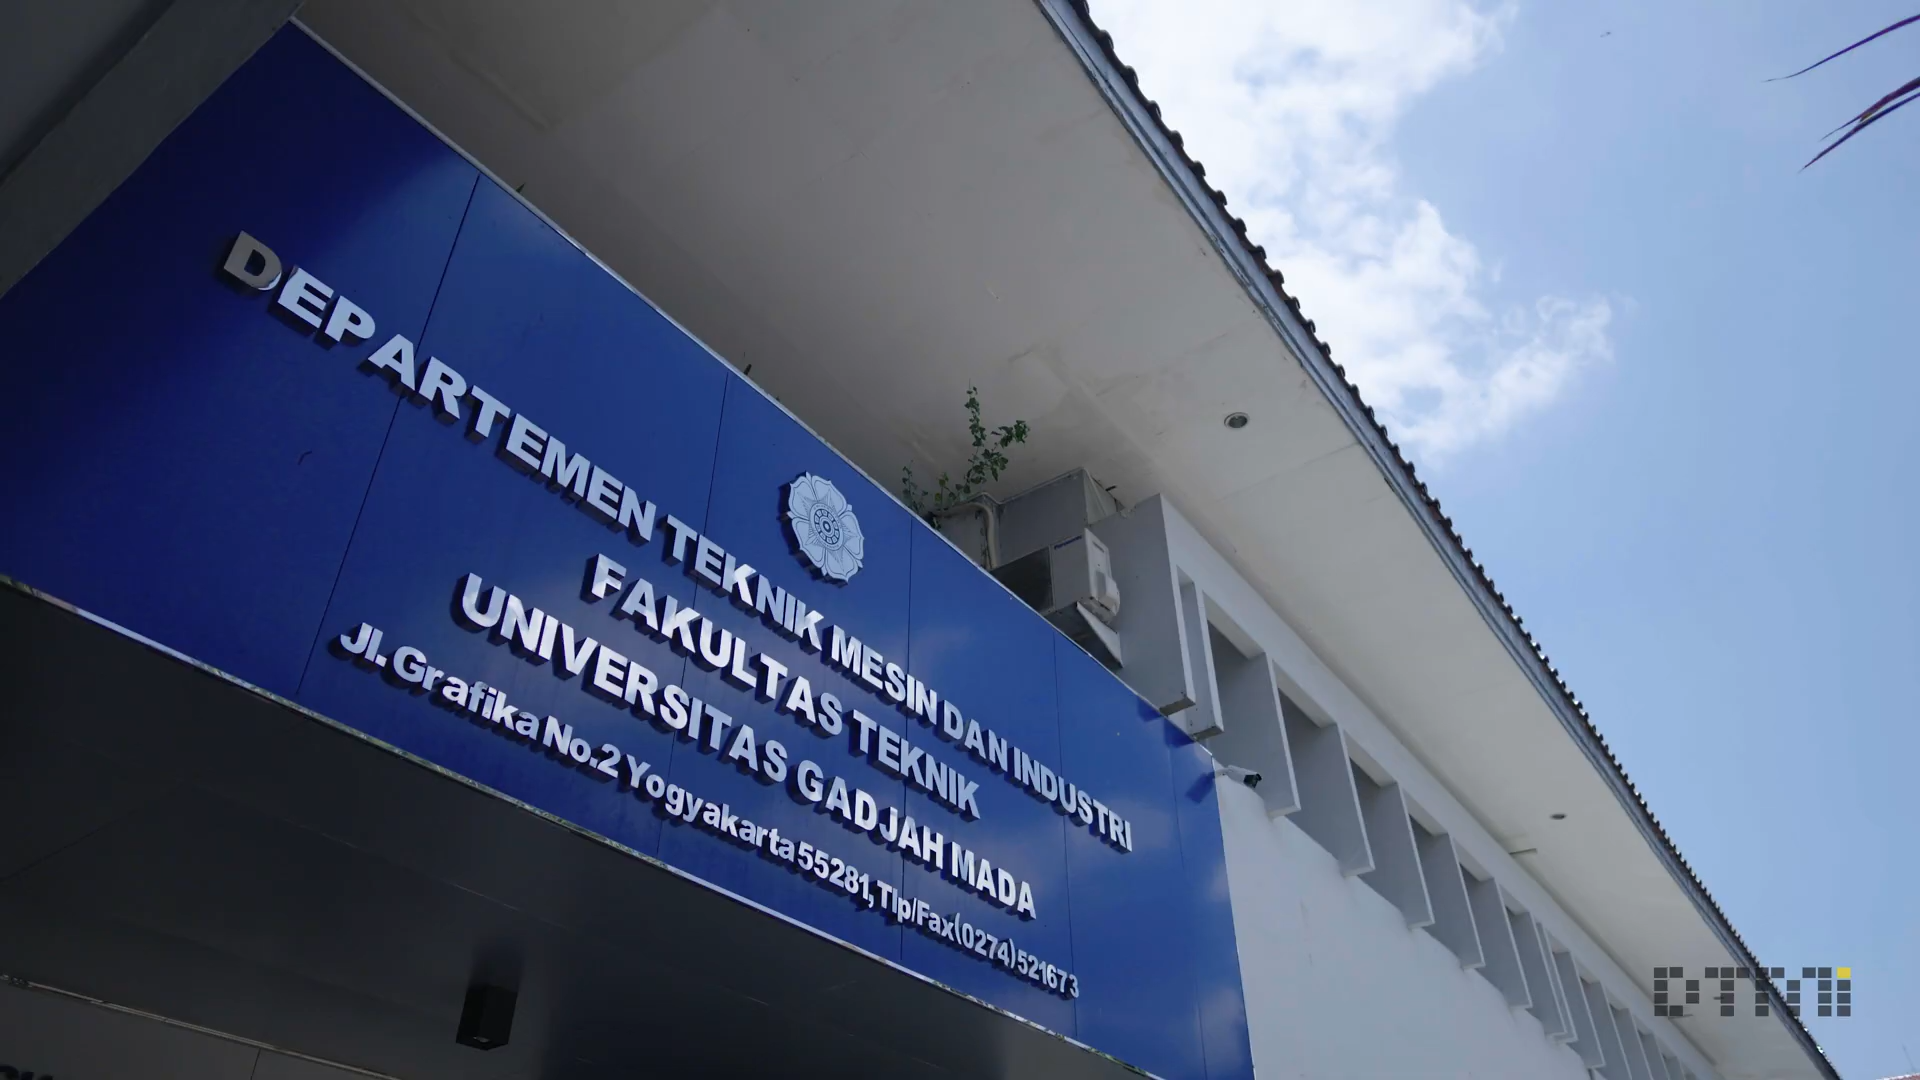 DEPARTEMEN TEKNIK MESIN DAN INDUSTRI
FAKULTAS TEKNIK
UNIVERSITAS GADJAH MADA
Jl. Grafika No.2 Yogyakarta 55281, Tlp/Fax(0274)521673
Panasonic
DTMI